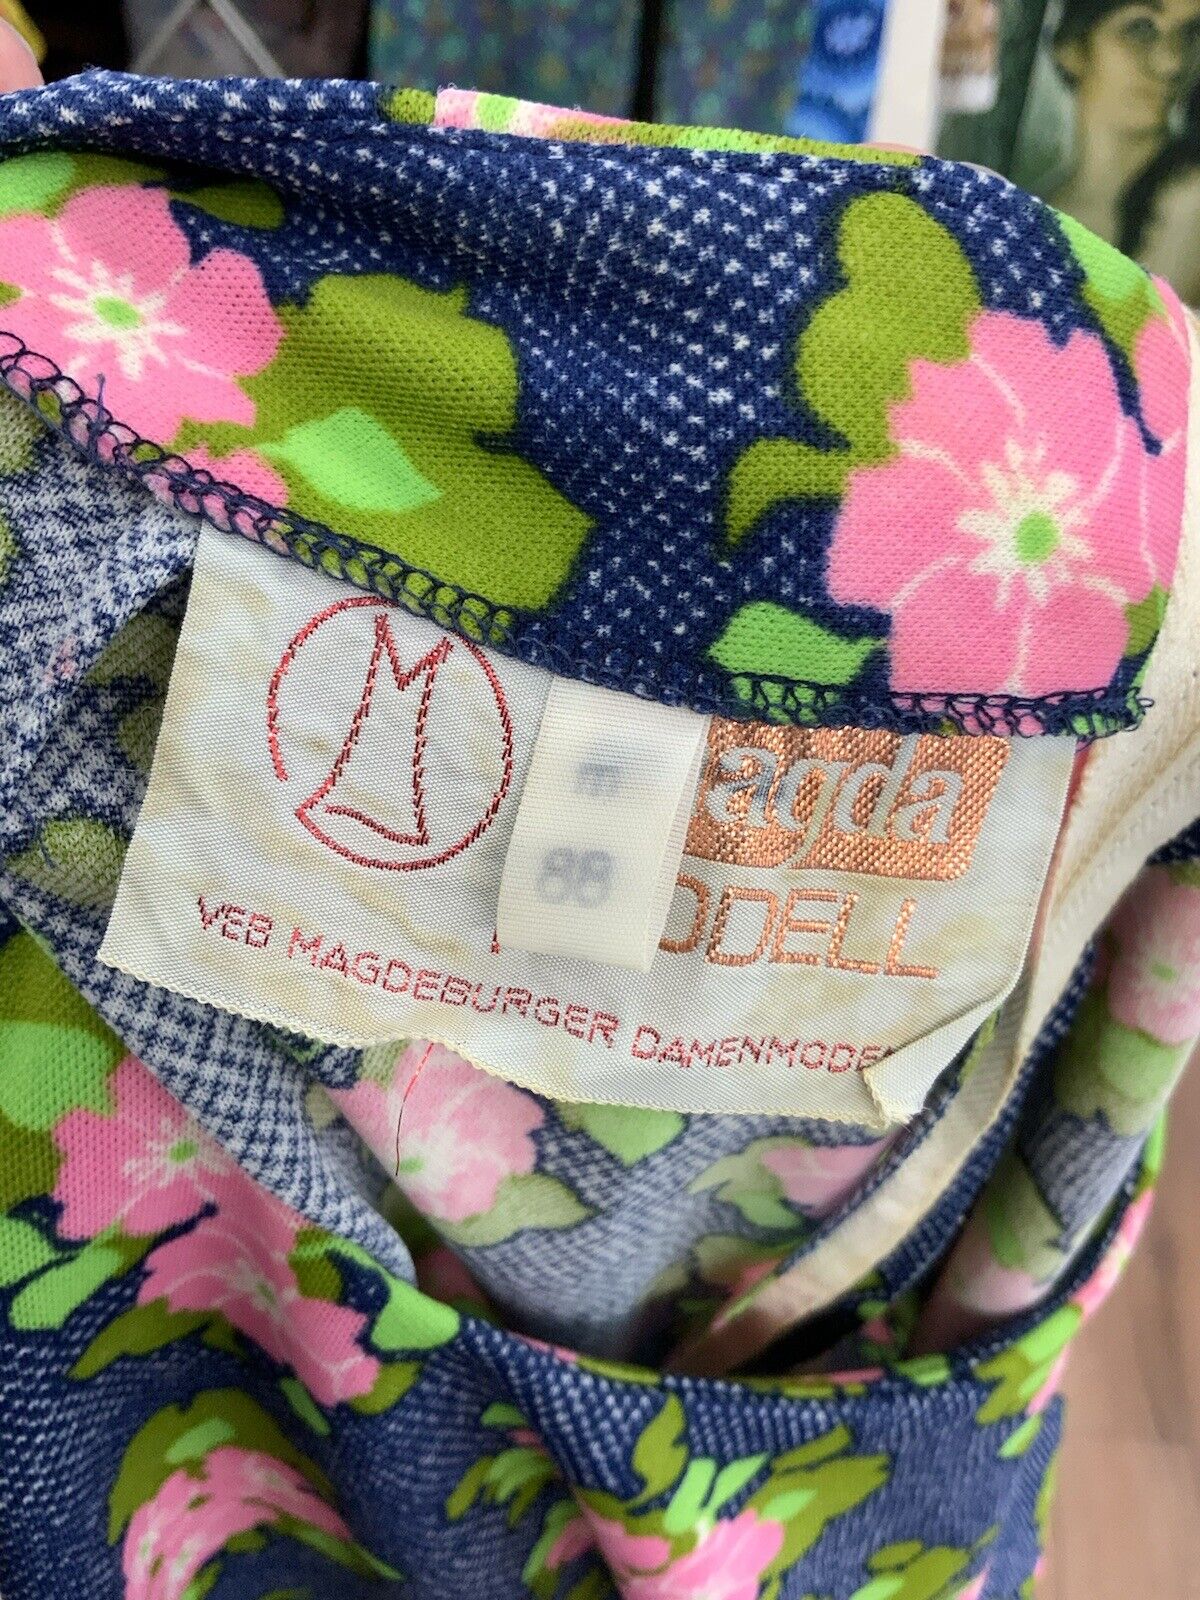 M
agda
ODELL
88
VEB MAGDEBURGER DAMENMODE